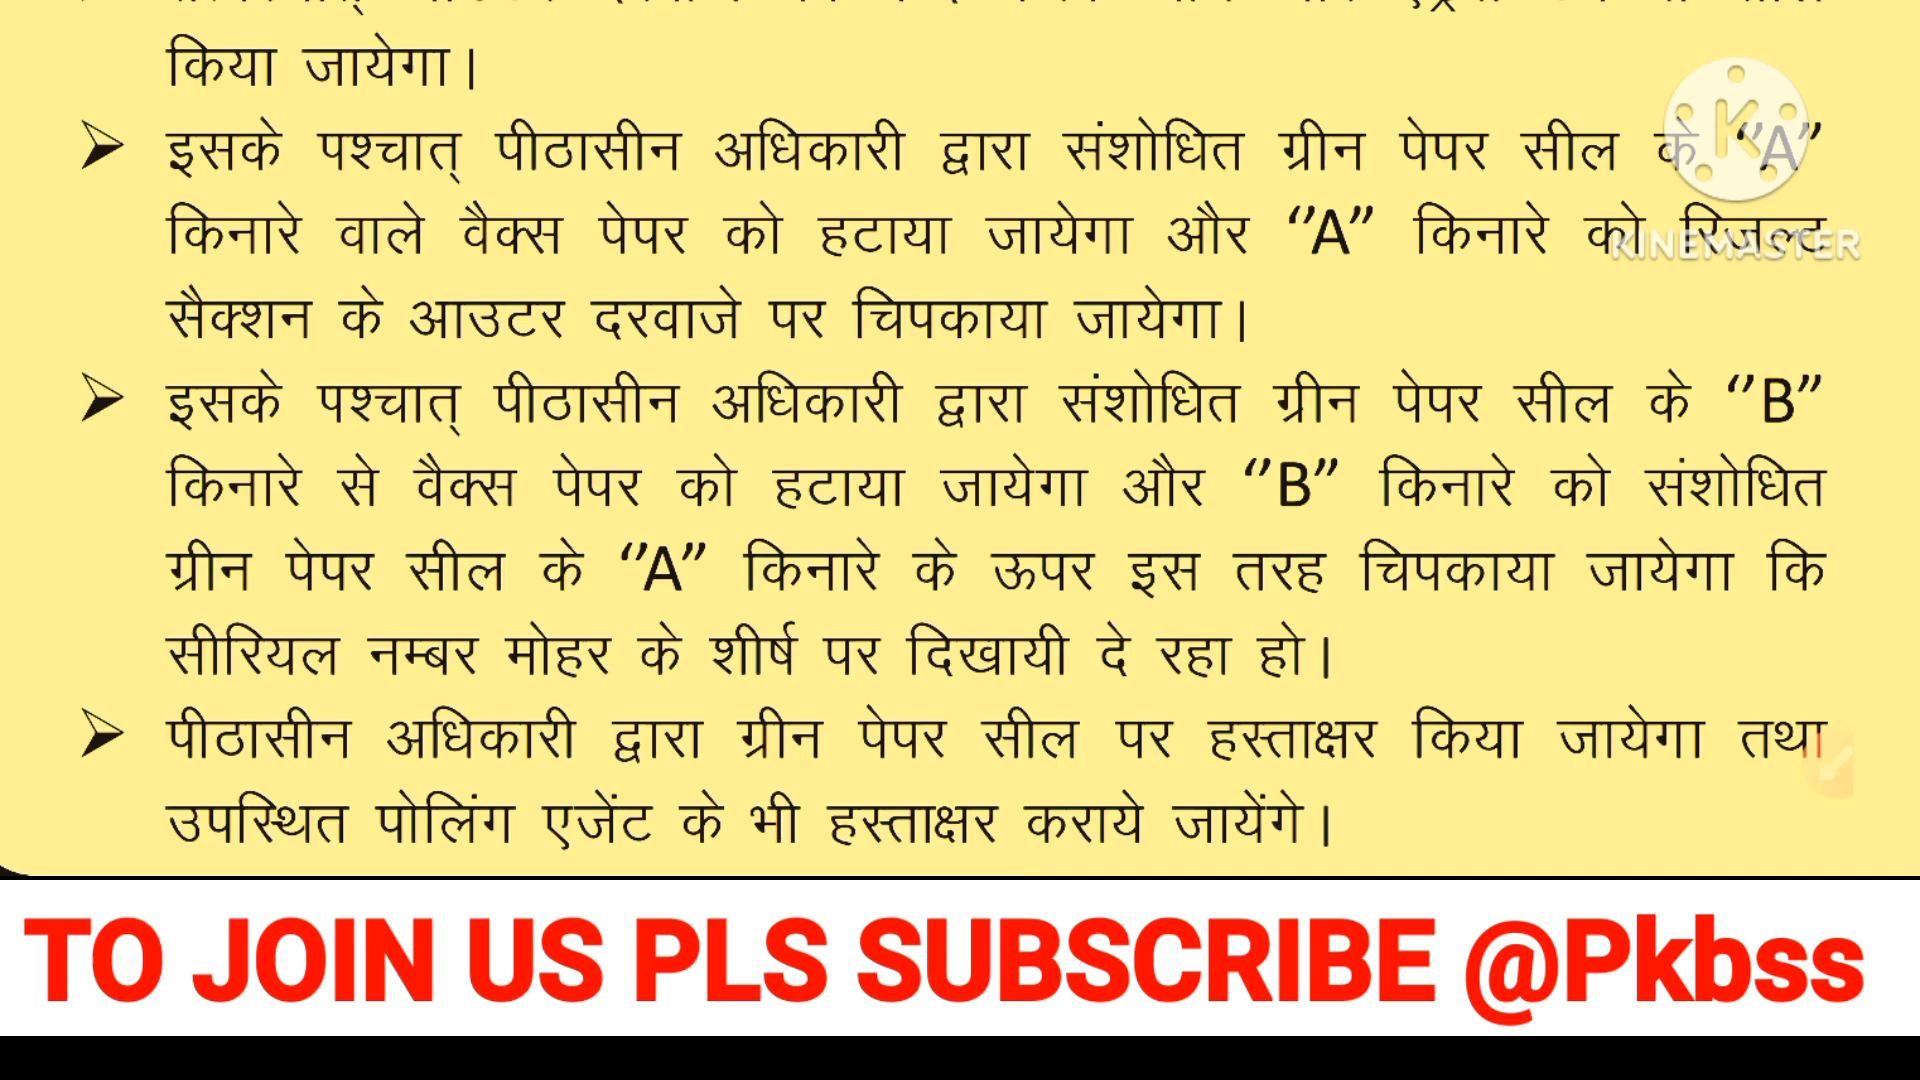 किया जायेगा।
➢ इसके पश्चात् पीठासीन अधिकारी द्वारा संशोधित ग्रीन पेपर सील के ‘‘A’’
किनारे वाले वैक्स पेपर को हटाया जायेगा और ‘‘A’’ किनारे को रिजल्ट
सैक्शन के आउटर दरवाजे पर चिपकाया जायेगा।
➢ इसके पश्चात् पीठासीन अधिकारी द्वारा संशोधित ग्रीन पेपर सील के ‘‘B’’
किनारे से वैक्स पेपर को हटाया जायेगा और ‘‘B’’ किनारे को संशोधित
ग्रीन पेपर सील के ‘‘A’’ किनारे के ऊपर इस तरह चिपकाया जायेगा कि
सीरियल नम्बर मोहर के शीर्ष पर दिखायी दे रहा हो।
➢ पीठासीन अधिकारी द्वारा ग्रीन पेपर सील पर हस्ताक्षर किया जायेगा तथा
उपस्थित पोलिंग एजेंट के भी हस्ताक्षर कराये जायेंगे।
K
KINEMASTER
TO JOIN US PLS SUBSCRIBE @Pkbss